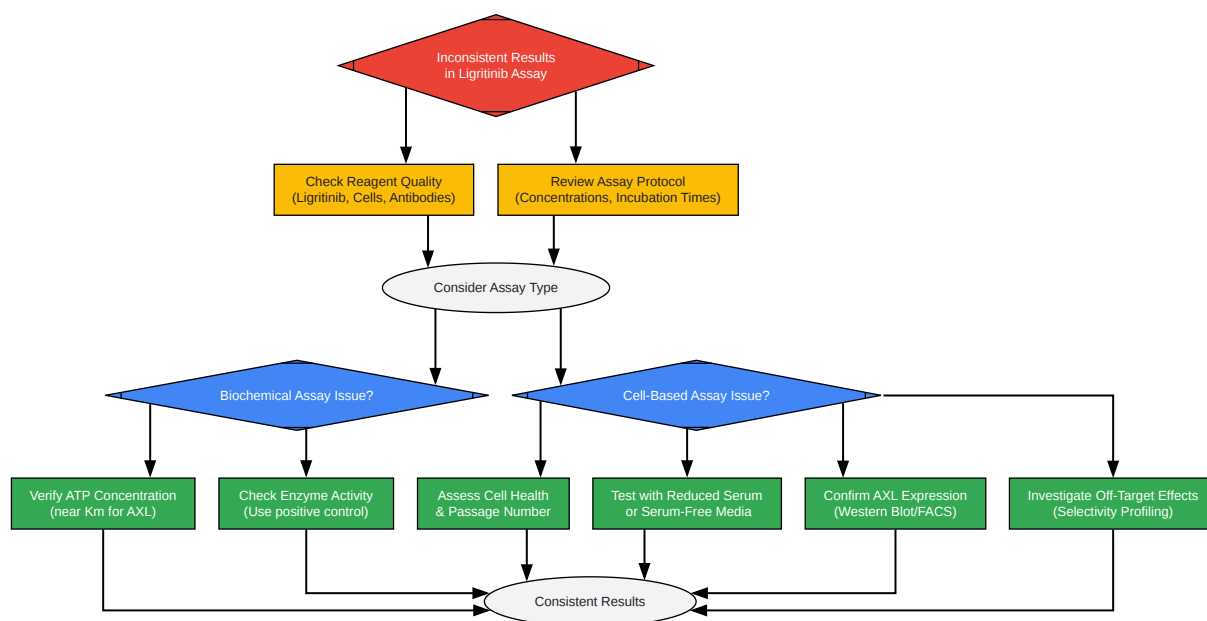 Inconsistent Results
in Ligritinib Assay
Check Reagent Quality
(Ligritinib, Cells, Antibodies)
Review Assay Protocol
(Concentrations, Incubation Times)
Consider Assay Type
Biochemical Assay Issue?
Cell-Based Assay Issue?
Verify ATP Concentration
(near Km for AXL)
Check Enzyme Activity
(Use positive control)
Assess Cell Health
& Passage Number
Test with Reduced Serum
or Serum-Free Media
Confirm AXL Expression
(Western Blot/FACS)
Investigate Off-Target Effects
(Selectivity Profiling)
Consistent Results